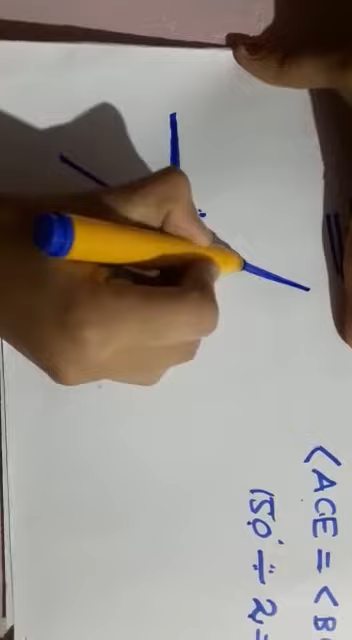 <ACE = <B
150° ÷ 2 =